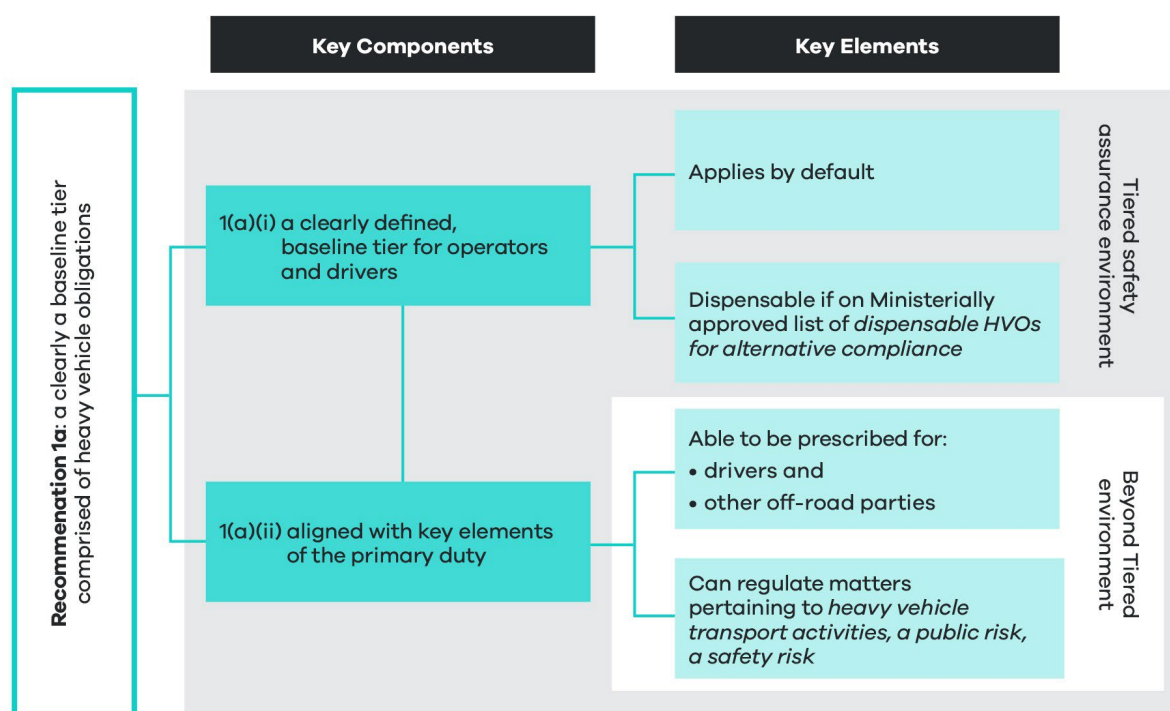 Key Components
Key Elements
Recommenation 1a: a clearly a baseline tier
comprised of heavy vehicle obligations
1(a)(i) a clearly defined,
baseline tier for operators
and drivers
Applies by default
Dispensable if on Ministerially
approved list of dispensable HVOs
for alternative compliance
Tiered safety
assurance environment
1(a)(ii) aligned with key elements
of the primary duty
Able to be prescribed for:
• drivers and
• other off-road parties
Can regulate matters
pertaining to heavy vehicle
transport activities, a public risk,
a safety risk
Beyond Tiered
environment